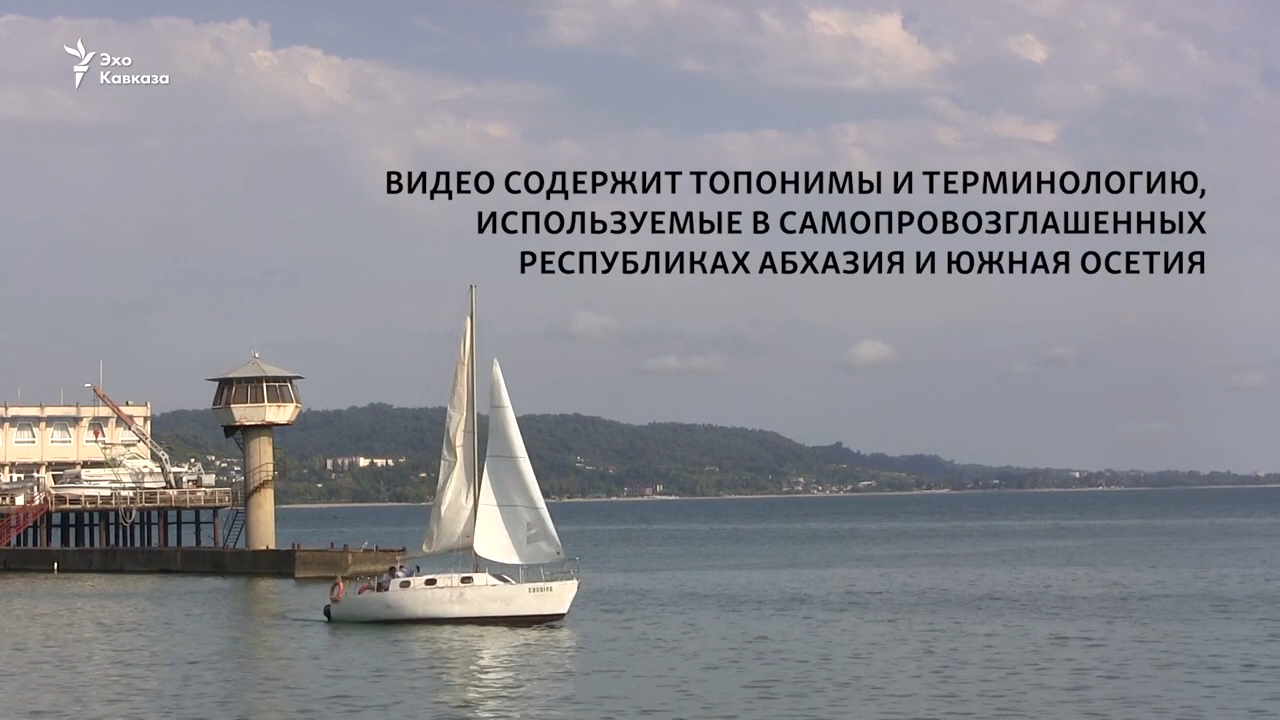 Эхо
Кавказа
ВИДЕО СОДЕРЖИТ ТОПОНИМЫ И ТЕРМИНОЛОГИЮ,
ИСПОЛЬЗУЕМЫЕ В САМОПРОВОЗГЛАШЕННЫХ
РЕСПУБЛИКАХ АБХАЗИЯ И ЮЖНАЯ ОСЕТИЯ